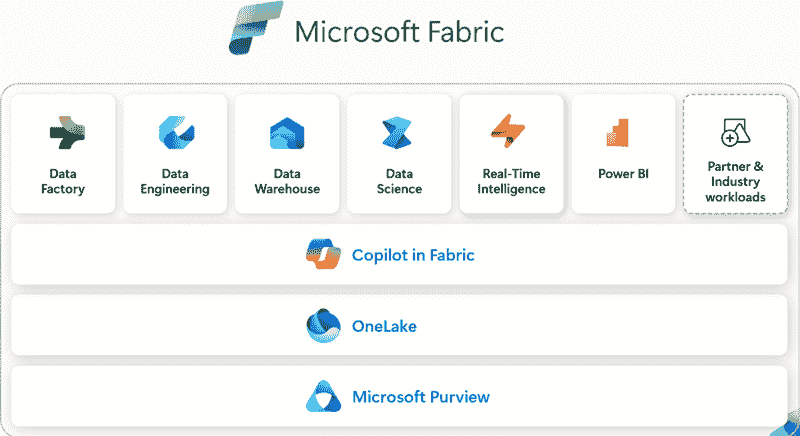 Microsoft Fabric
Data
Factory
Data
Engineering
Data
Warehouse
Data
Science
Real-Time
Intelligence
Power BI
Partner &
Industry
workloads
Copilot in Fabric
OneLake
Microsoft Purview